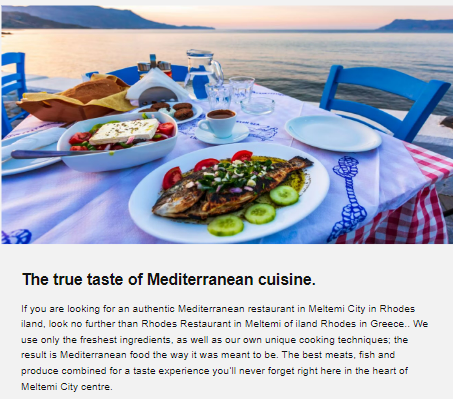 The true taste of Mediterranean cuisine.
If you are looking for an authentic Mediterranean restaurant in Meltemi City in Rhodes
iland, look no further than Rhodes Restaurant in Meltemi of iland Rhodes in Greece.. We
use only the freshest ingredients, as well as our own unique cooking techniques; the
result is Mediterranean food the way it was meant to be. The best meats, fish and
produce combined for a taste experience you'll never forget right here in the heart of
Meltemi City centre.